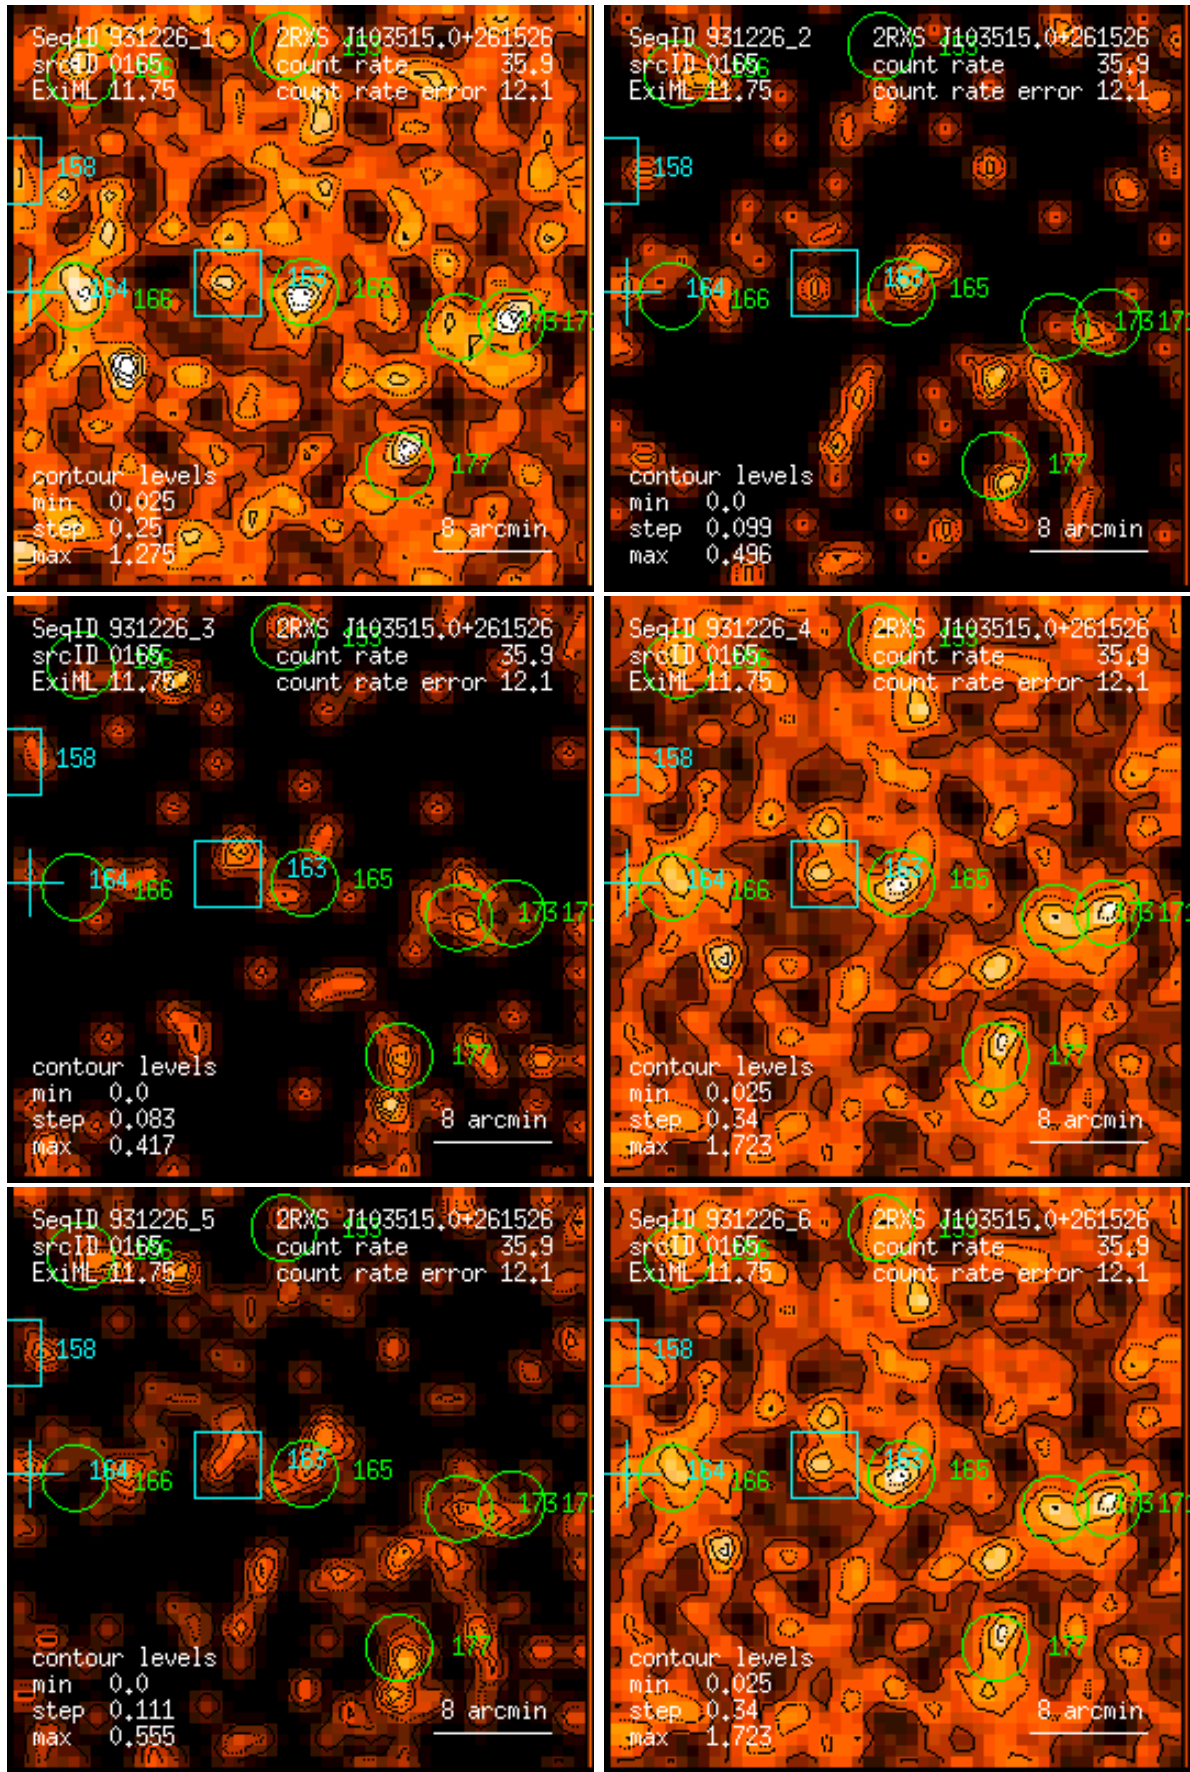 SeqID 931226_1 2RXS J103515.0+261526
srcID 0165 count rate 35.9
ExiML 11.75 count rate error 12.1
158
164 166 163 165 173
177
contour levels
min 0.025
step 0.25
max 1.275
8 arcmin
SeqID 931226_2 2RXS J103515.0+261526
srcID 0165 count rate 35.9
ExiML 11.75 count rate error 12.1
158
164 166 163 165 173
177
contour levels
min 0.0
step 0.099
max 0.496
8 arcmin
SeqID 931226_3 2RXS J103515.0+261526
srcID 0165 count rate 35.9
ExiML 11.75 count rate error 12.1
158
164 166 163 165 173
177
contour levels
min 0.0
step 0.083
max 0.417
8 arcmin
SeqID 931226_4 2RXS J103515.0+261526
srcID 0165 count rate 35.9
ExiML 11.75 count rate error 12.1
158
164 166 163 165 173
177
contour levels
min 0.025
step 0.34
max 1.723
8 arcmin
SeqID 931226_5 2RXS J103515.0+261526
srcID 0165 count rate 35.9
ExiML 11.75 count rate error 12.1
158
164 166 163 165 173
177
contour levels
min 0.0
step 0.111
max 0.555
8 arcmin
SeqID 931226_6 2RXS J103515.0+261526
srcID 0165 count rate 35.9
ExiML 11.75 count rate error 12.1
158
164 166 163 165 173
177
contour levels
min 0.025
step 0.34
max 1.723
8 arcmin